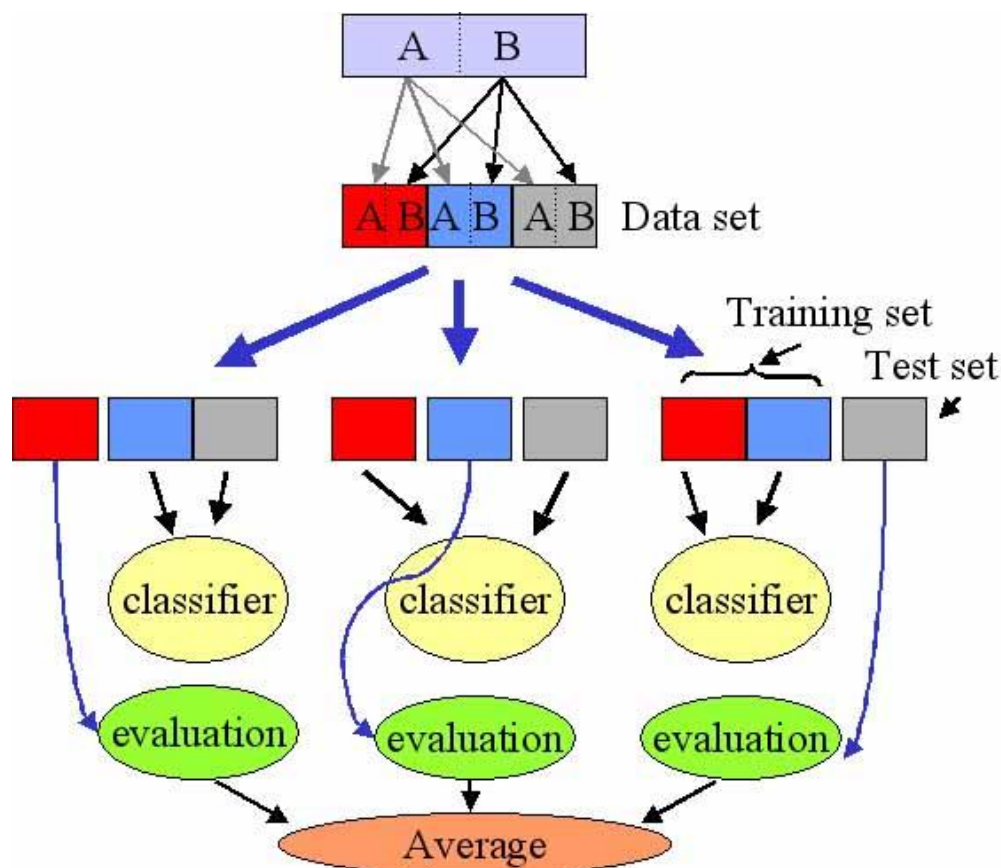 A B
A B A B A B Data set
Training set
Test set
classifier classifier classifier
evaluation evaluation evaluation
Average